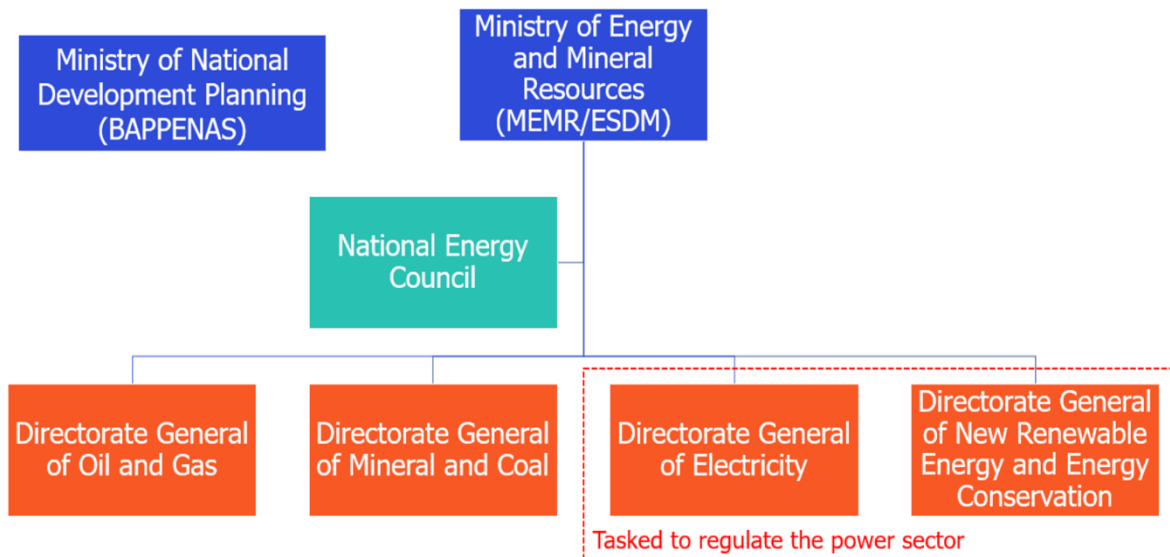 Ministry of National
Development Planning
(BAPPENAS)
Ministry of Energy
and Mineral
Resources
(MEMR/ESDM)
National Energy
Council
Directorate General
of Oil and Gas
Directorate General
of Mineral and Coal
Directorate General
of Electricity
Directorate General
of New Renewable
Energy and Energy
Conservation
Tasked to regulate the power sector